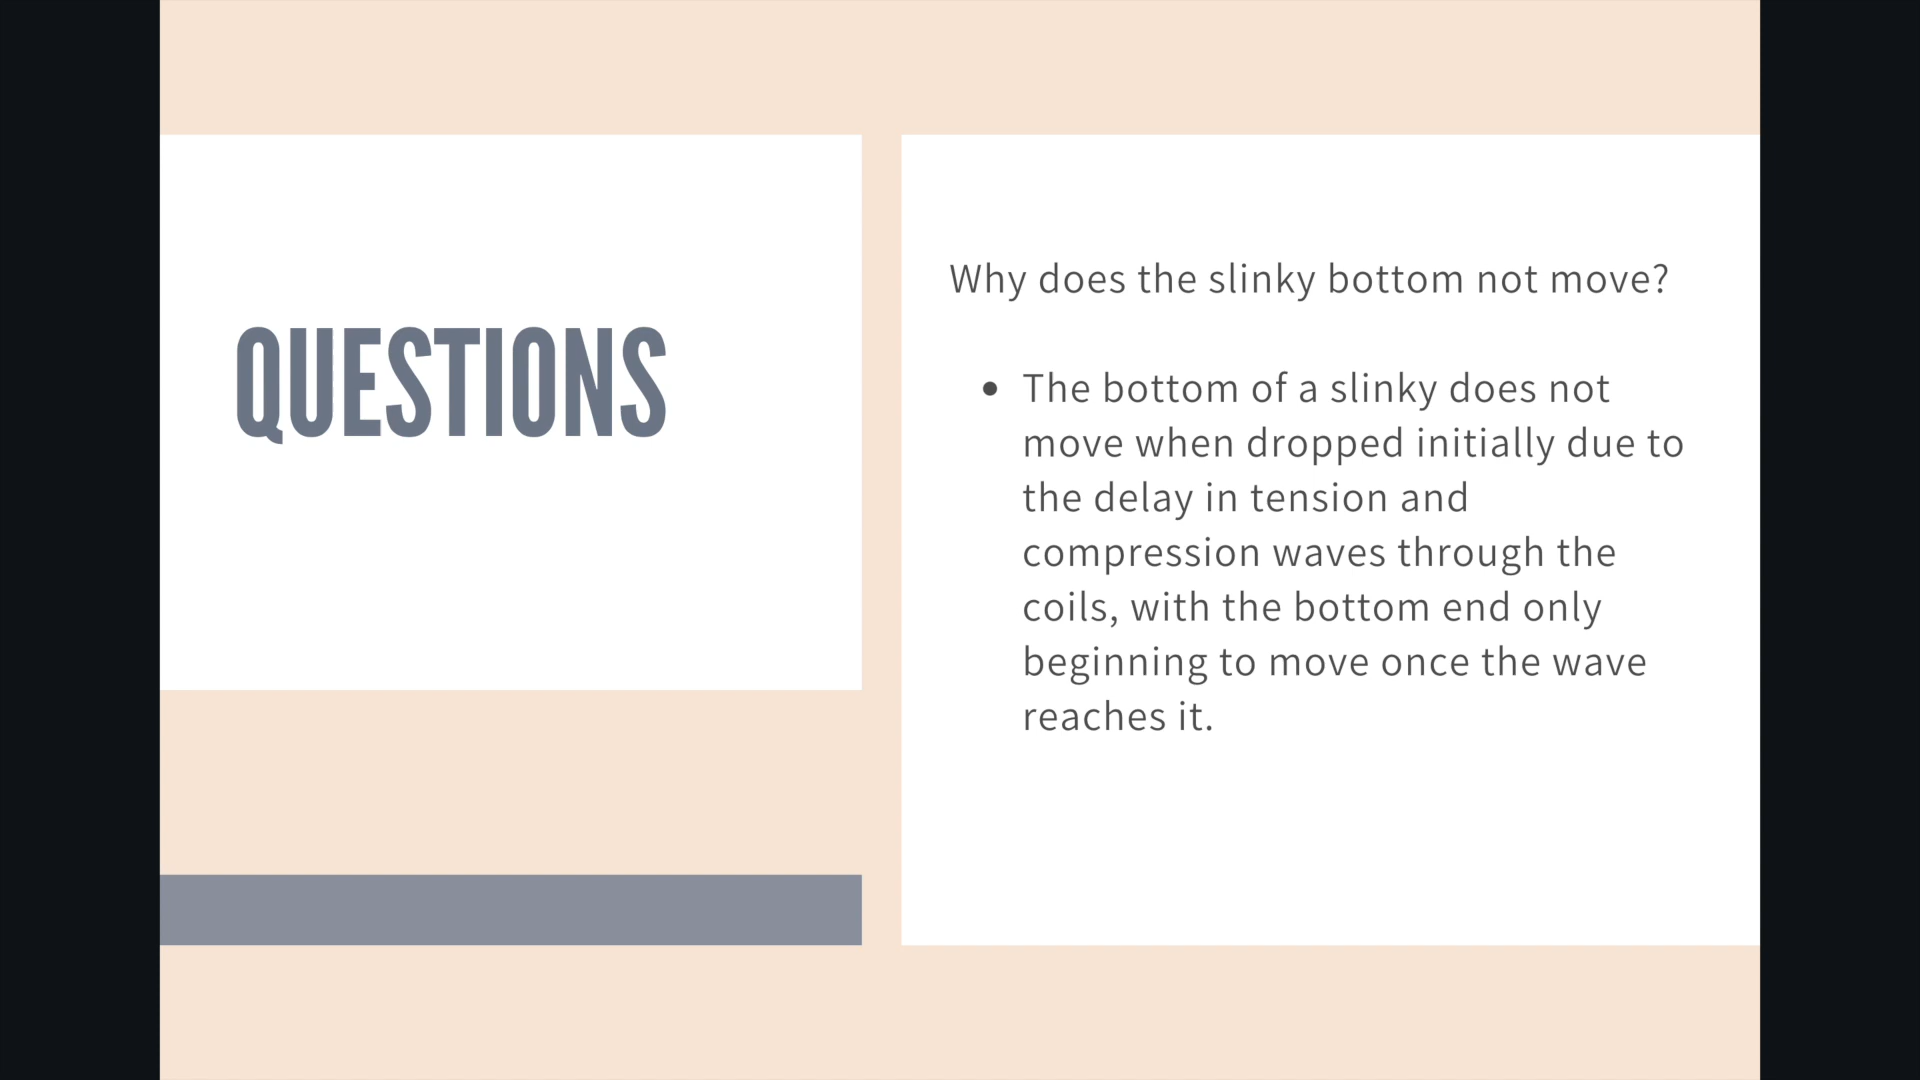 QUESTIONS
Why does the slinky bottom not move?
• The bottom of a slinky does not
move when dropped initially due to
the delay in tension and
compression waves through the
coils, with the bottom end only
beginning to move once the wave
reaches it.